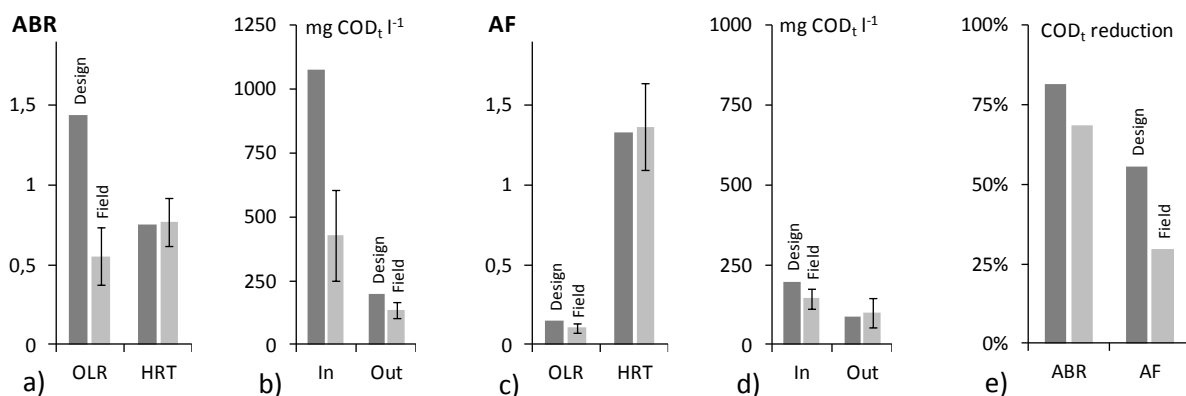 ABR
1,5
1
0,5
0
Design
Field
OLR HRT
a)
mg CODt l-1
1250
1000
750
500
250
0
Design
Field
In Out
b)
AF
1,5
1
0,5
0
Design
Field
OLR HRT
c)
mg CODt l-1
1000
750
500
250
0
Design
Field
In Out
d)
CODt reduction
100%
75%
50%
25%
0%
Design
Field
ABR AF
e)